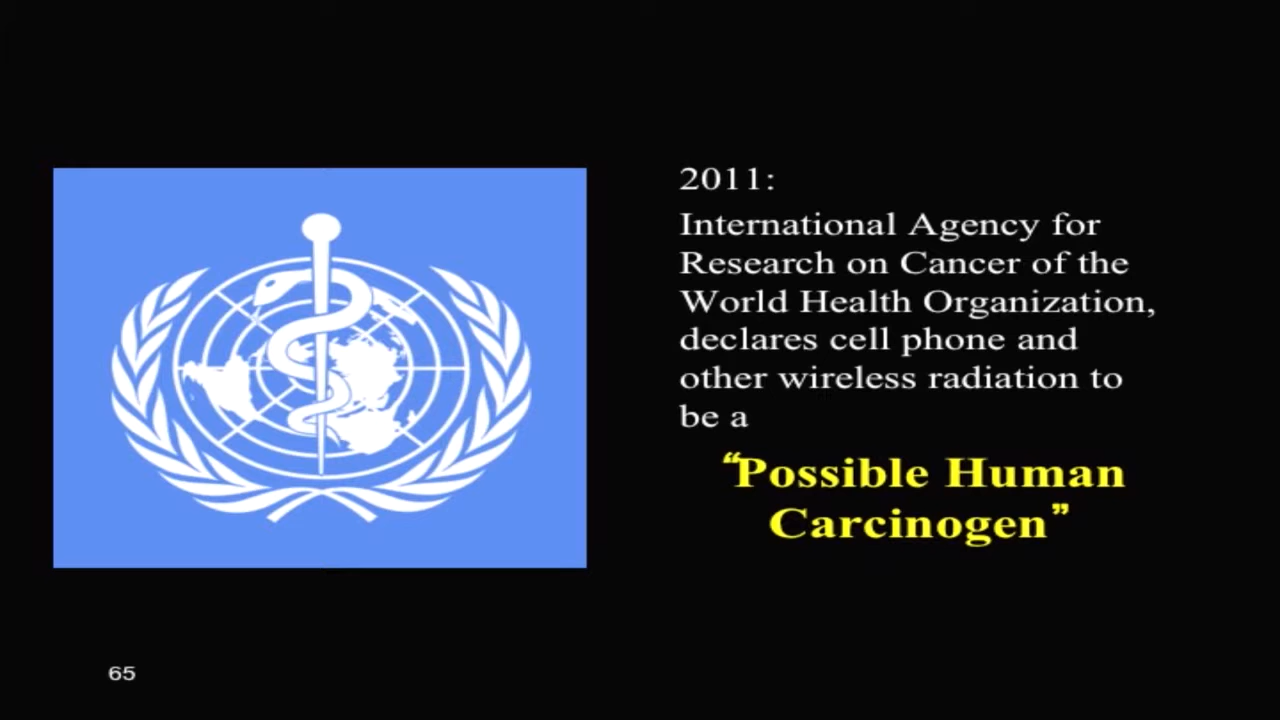 2011:
International Agency for
Research on Cancer of the
World Health Organization,
declares cell phone and
other wireless radiation to
be a
“Possible Human
Carcinogen”
65